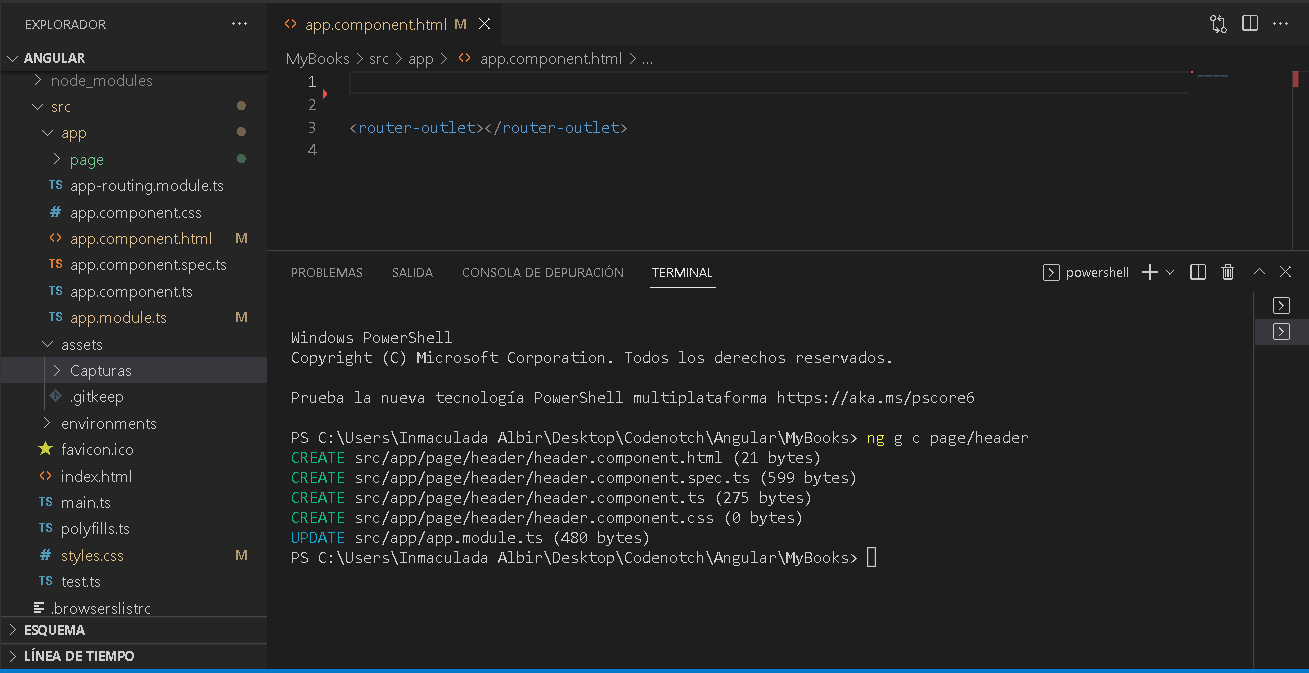 EXPLORADOR
ANGULAR
node_modules
src
app
page
TS app-routing.module.ts
# app.component.css
<> app.component.html M
TS app.component.spec.ts
TS app.component.ts
TS app.module.ts M
assets
Capturas
.gitkeep
environments
favicon.ico
<> index.html
TS main.ts
TS polyfills.ts
# styles.css M
TS test.ts
.browserslistrc
ESQUEMA
LÍNEA DE TIEMPO
<> app.component.html M
MyBooks > src > app > <> app.component.html > ...
1
2
3 <router-outlet></router-outlet>
4
PROBLEMAS SALIDA CONSOLA DE DEPURACIÓN TERMINAL
powershell
Windows PowerShell
Copyright (C) Microsoft Corporation. Todos los derechos reservados.
Prueba la nueva tecnología PowerShell multiplataforma https://aka.ms/pscore6
PS C:\Users\Inmaculada Albir\Desktop\Codenotch\Angular\MyBooks> ng g c page/header
CREATE src/app/page/header/header.component.html (21 bytes)
CREATE src/app/page/header/header.component.spec.ts (599 bytes)
CREATE src/app/page/header/header.component.ts (275 bytes)
CREATE src/app/page/header/header.component.css (0 bytes)
UPDATE src/app/app.module.ts (480 bytes)
PS C:\Users\Inmaculada Albir\Desktop\Codenotch\Angular\MyBooks>